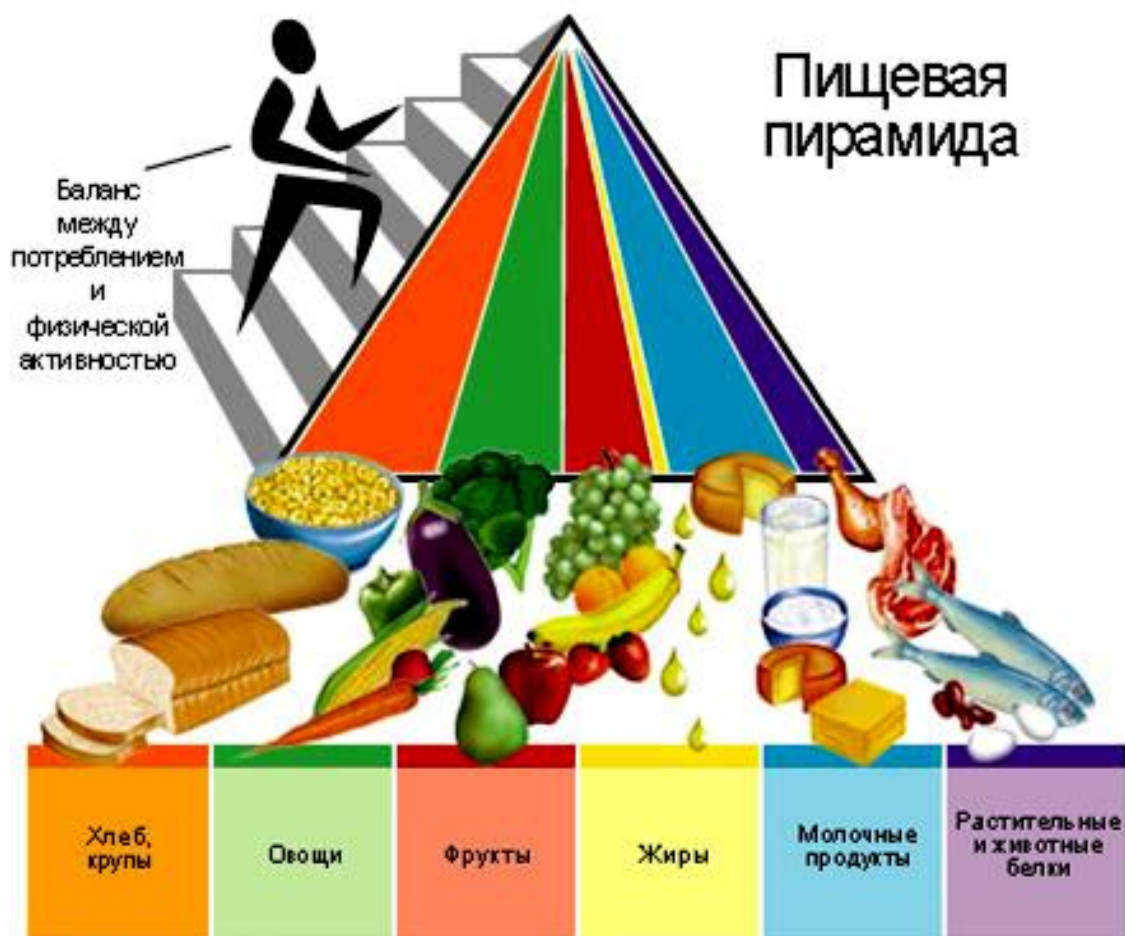 Пищевая
пирамида
Баланс
между
потреблением
и
физической
активностью
Хлеб,
крупы
Овощи
Фрукты
Жиры
Молочные
продукты
Растительные
и животные
белки